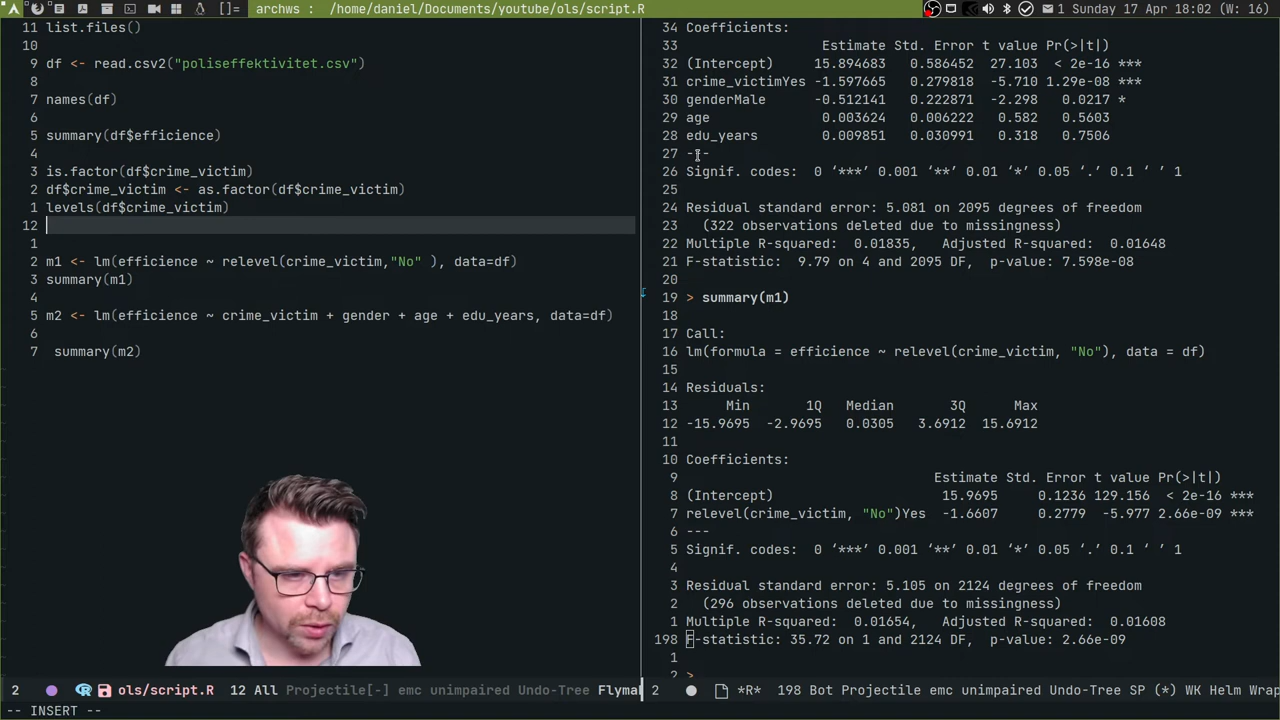 archws : /home/daniel/Documents/youtube/ols/script.R
1 Sunday 17 Apr 18:02 (W: 16)
11 list.files()
10
9 df <- read.csv2("poliseffektivitet.csv")
8
7 names(df)
6
5 summary(df$efficience)
4
3 is.factor(df$crime_victim)
2 df$crime_victim <- as.factor(df$crime_victim)
1 levels(df$crime_victim)
12
1
2 m1 <- lm(efficience ~ relevel(crime_victim,"No" ), data=df)
3 summary(m1)
4
5 m2 <- lm(efficience ~ crime_victim + gender + age + edu_years, data=df)
6
7 summary(m2)
34 Coefficients:
33 Estimate Std. Error t value Pr(>|t|)
32 (Intercept) 15.894683 0.586452 27.103 < 2e-16 ***
31 crime_victimYes -1.597665 0.279818 -5.710 1.29e-08 ***
30 genderMale -0.512141 0.222871 -2.298 0.0217 *
29 age 0.003624 0.006222 0.582 0.5603
28 edu_years 0.009851 0.030991 0.318 0.7506
27 ---
26 Signif. codes: 0 ‘***’ 0.001 ‘**’ 0.01 ‘*’ 0.05 ‘.’ 0.1 ‘ ’ 1
25
24 Residual standard error: 5.081 on 2095 degrees of freedom
23 (322 observations deleted due to missingness)
22 Multiple R-squared: 0.01835, Adjusted R-squared: 0.01648
21 F-statistic: 9.79 on 4 and 2095 DF, p-value: 7.598e-08
20
19 > summary(m1)
18
17 Call:
16 lm(formula = efficience ~ relevel(crime_victim, "No"), data = df)
15
14 Residuals:
13 Min 1Q Median 3Q Max
12 -15.9695 -2.9695 0.0305 3.6912 15.6912
11
10 Coefficients:
9 Estimate Std. Error t value Pr(>|t|)
8 (Intercept) 15.9695 0.1236 129.156 < 2e-16 ***
7 relevel(crime_victim, "No")Yes -1.6607 0.2779 -5.977 2.66e-09 ***
6 ---
5 Signif. codes: 0 ‘***’ 0.001 ‘**’ 0.01 ‘*’ 0.05 ‘.’ 0.1 ‘ ’ 1
4
3 Residual standard error: 5.105 on 2124 degrees of freedom
2 (296 observations deleted due to missingness)
1 Multiple R-squared: 0.01654, Adjusted R-squared: 0.01608
198 F-statistic: 35.72 on 1 and 2124 DF, p-value: 2.66e-09
1
2 >
2 ols/script.R 12 All Projectile[-] emc unimpaired Undo-Tree Flyma
2 *R* 198 Bot Projectile emc unimpaired Undo-Tree SP (*) WK Helm Wrap
-- INSERT --